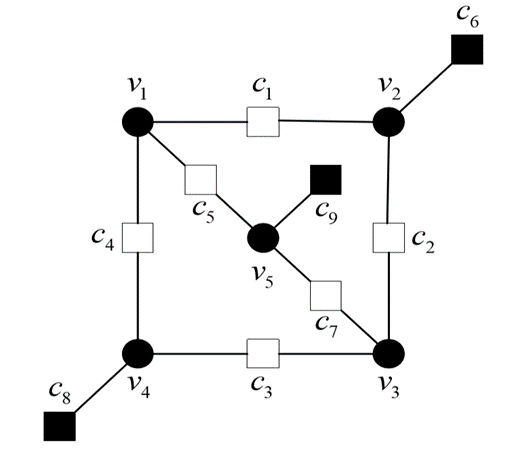 c₆
v₁ c₁ v₂
c₅ c₉
c₄ v₅ c₂
c₇
c₈ v₄ c₃ v₃